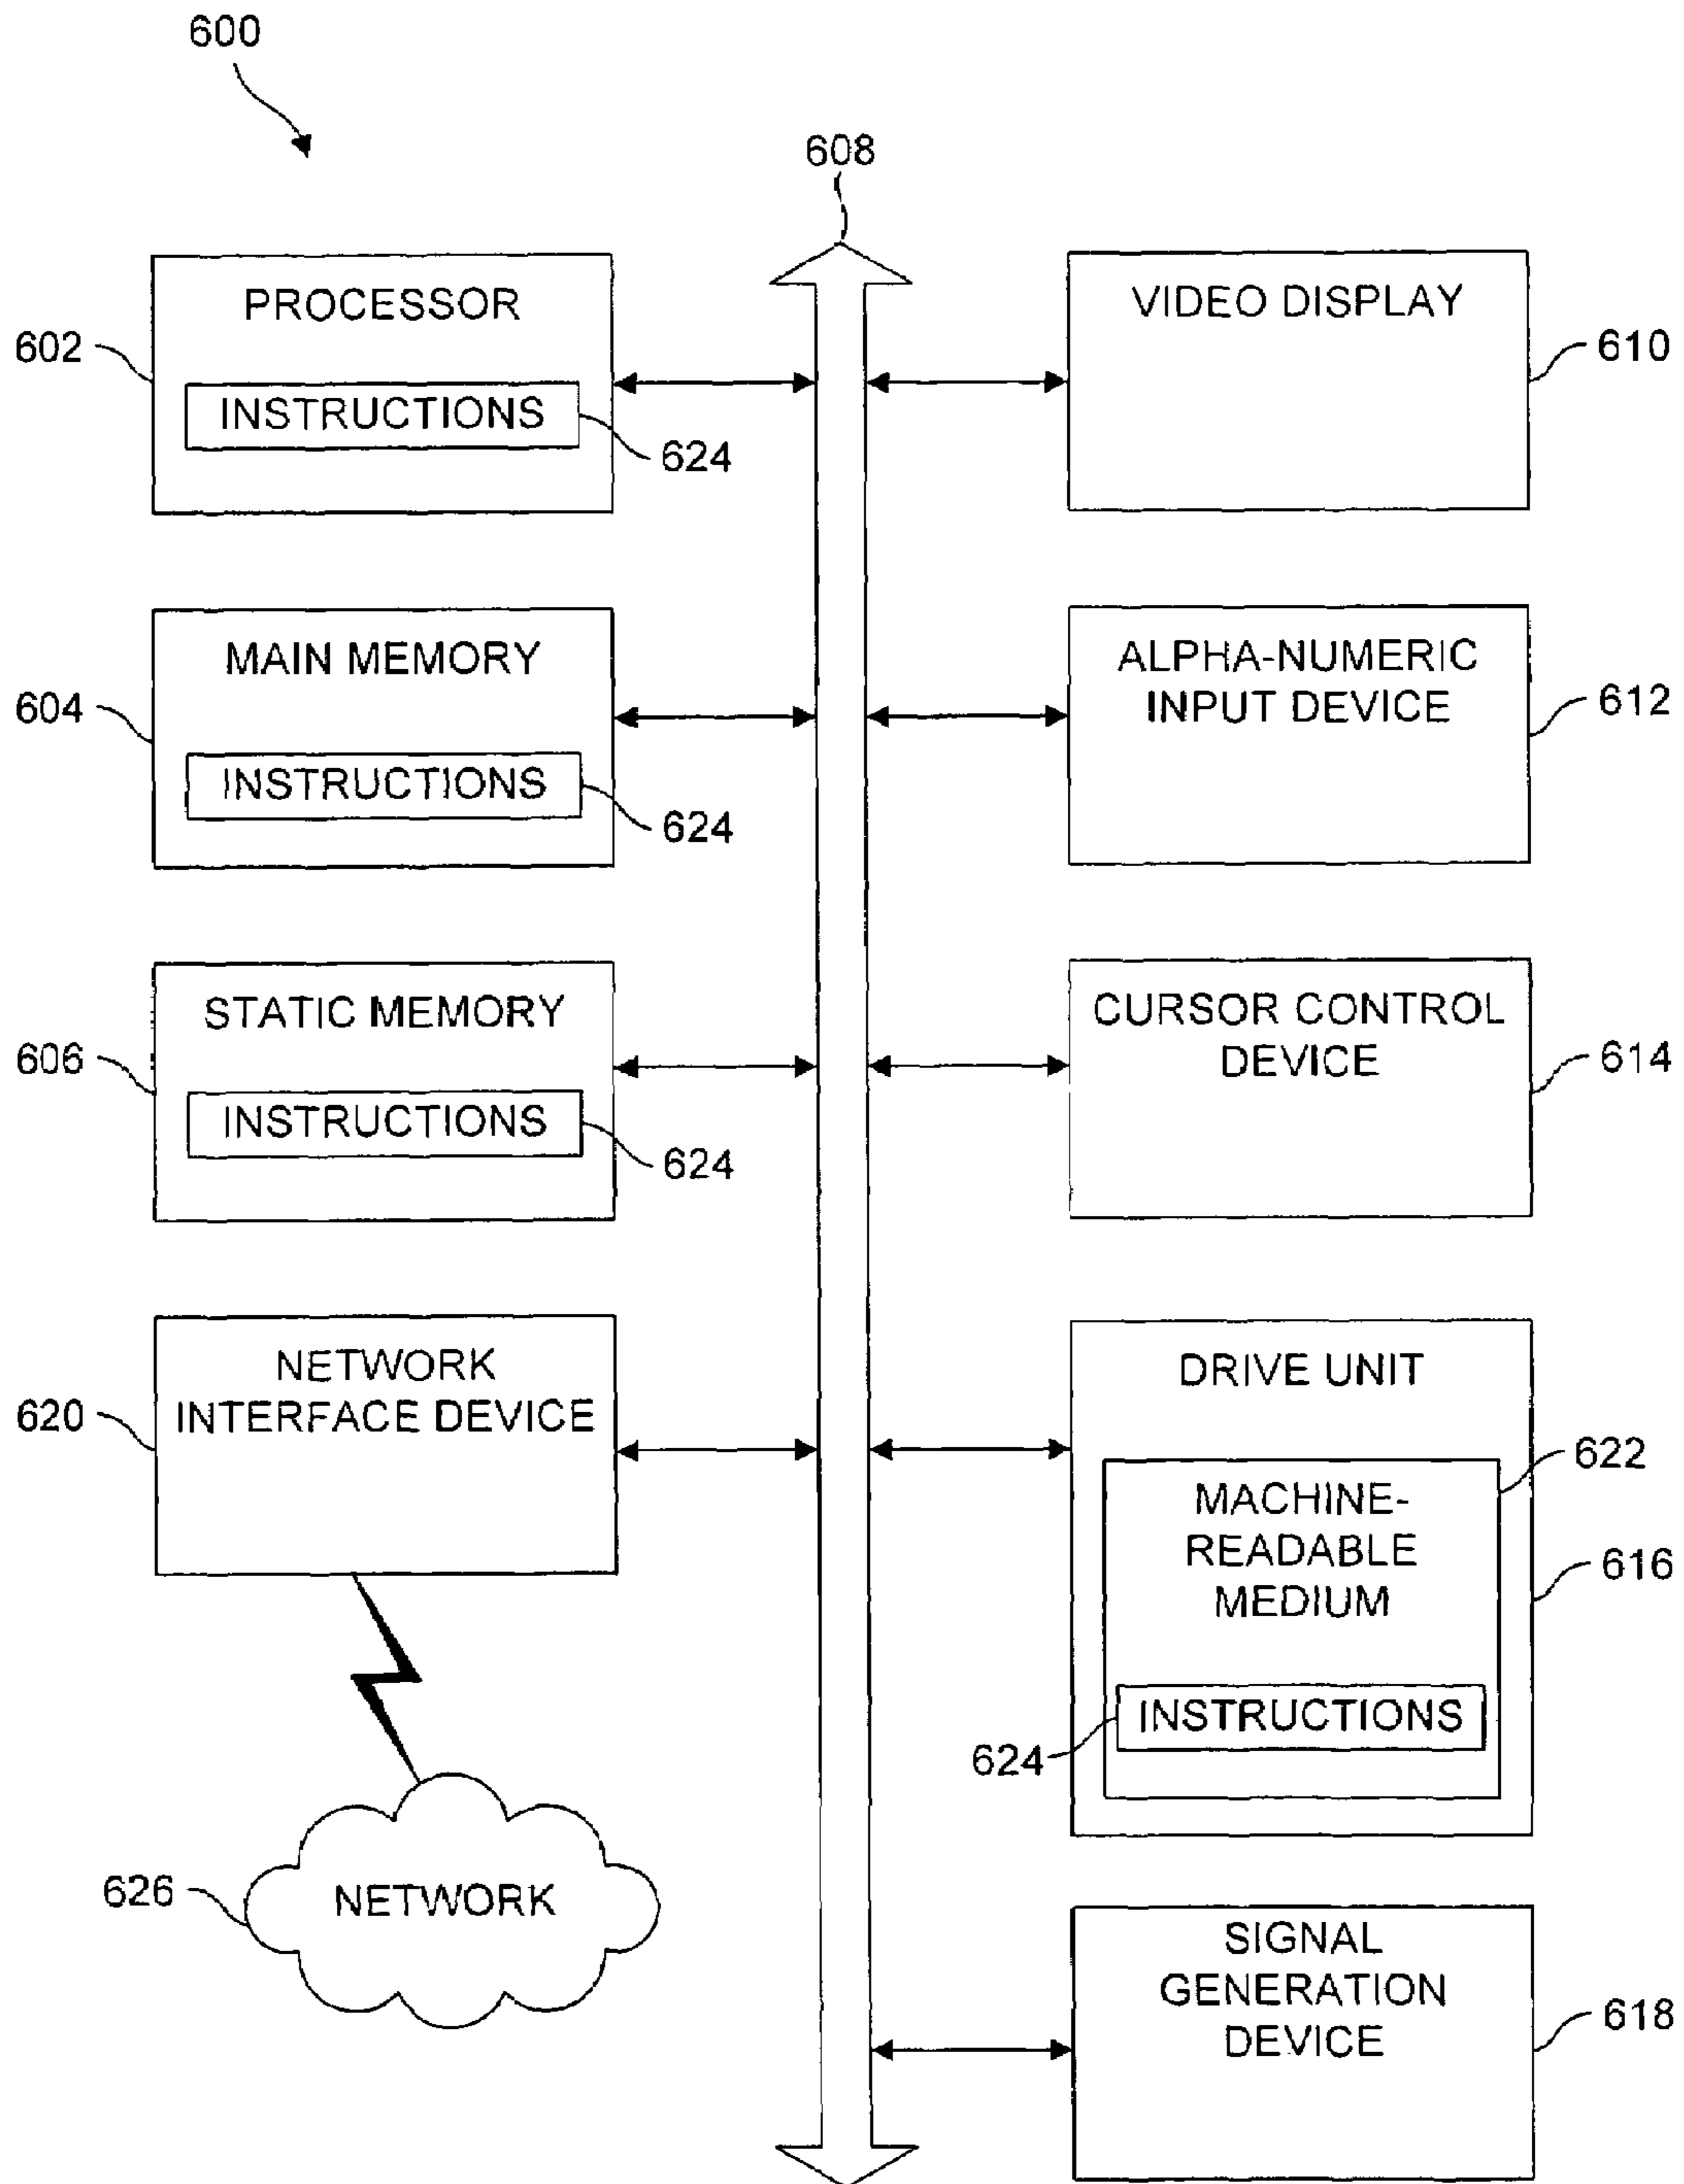 600
608
PROCESSOR
602
INSTRUCTIONS
624
VIDEO DISPLAY
610
MAIN MEMORY
604
INSTRUCTIONS
624
ALPHA-NUMERIC
INPUT DEVICE
612
STATIC MEMORY
606
INSTRUCTIONS
624
CURSOR CONTROL
DEVICE
614
NETWORK
INTERFACE DEVICE
620
DRIVE UNIT
622
MACHINE-
READABLE
MEDIUM
616
INSTRUCTIONS
624
NETWORK
626
SIGNAL
GENERATION
DEVICE
618